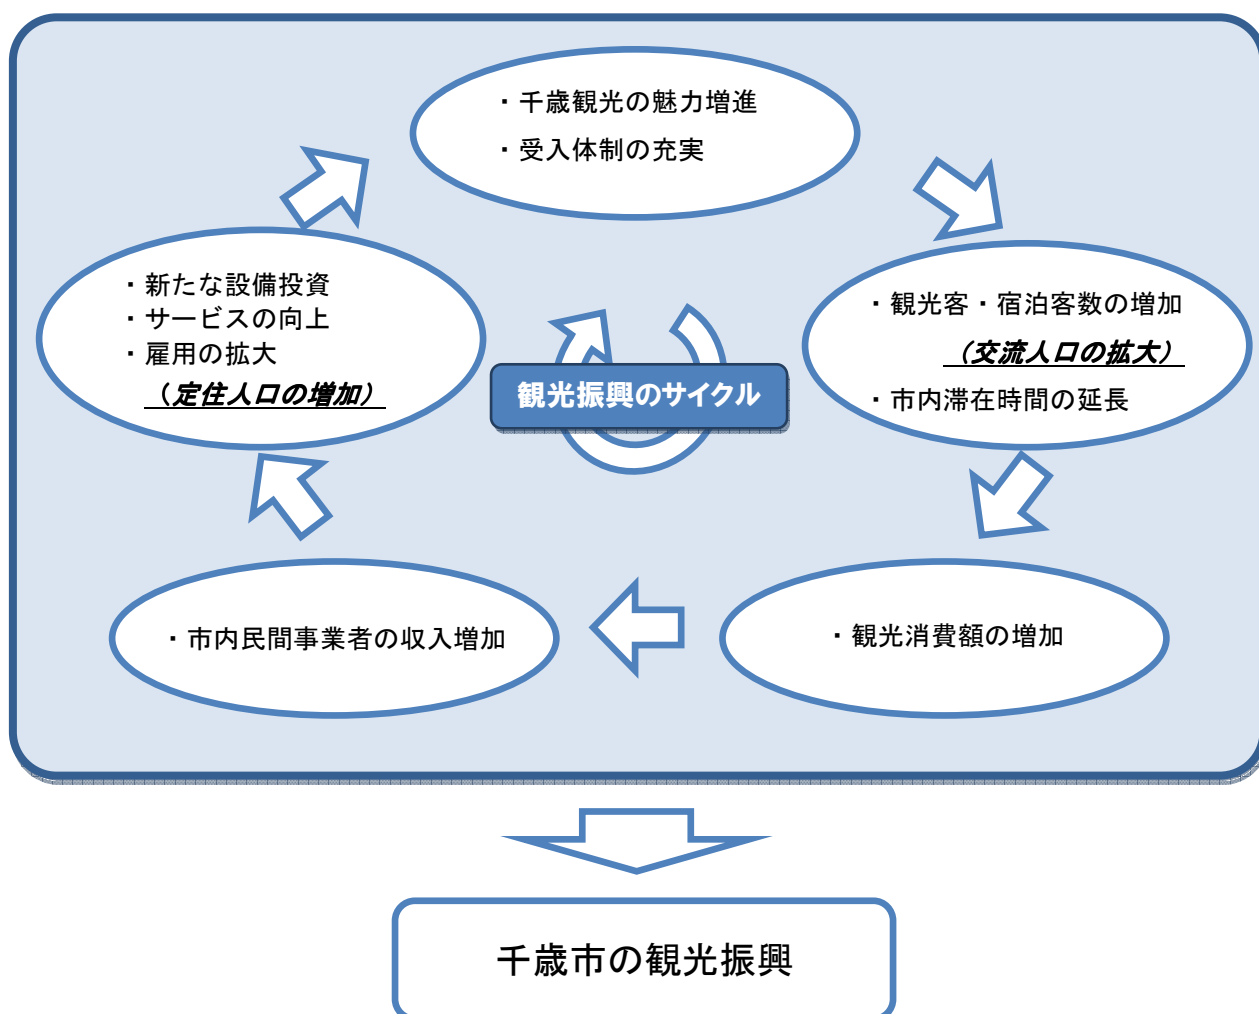 ・千歳観光の魅力増進
・受入体制の充実
・新たな設備投資
・サービスの向上
・雇用の拡大
（定住人口の増加）
・観光客・宿泊客数の増加
（交流人口の拡大）
・市内滞在時間の延長
観光振興のサイクル
・市内民間事業者の収入増加
・観光消費額の増加
千歳市の観光振興